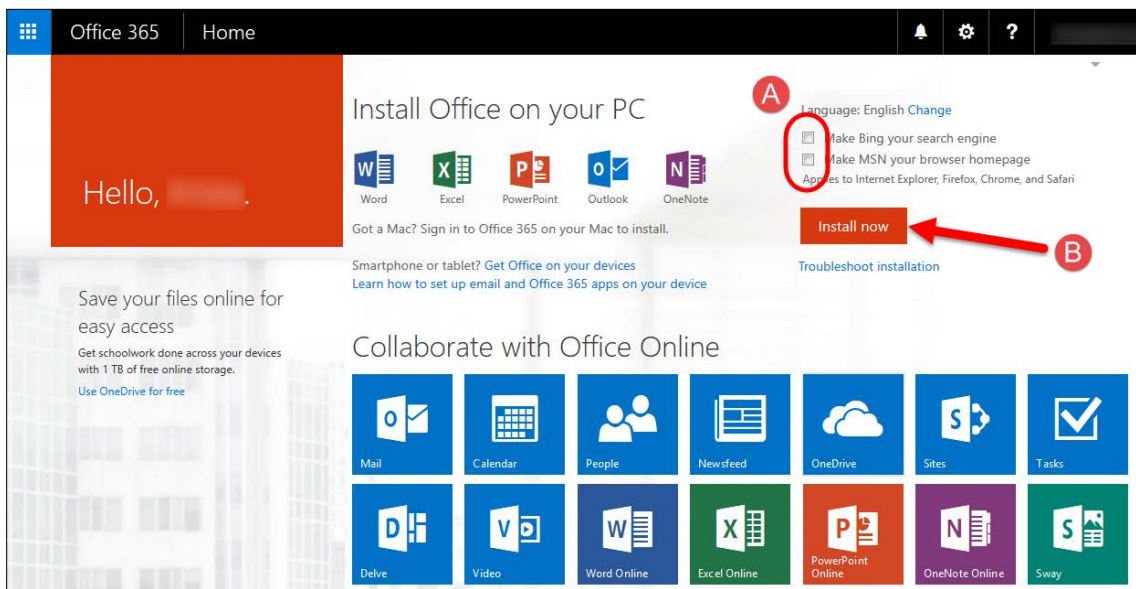 Office 365
Home
?
Hello,
.
Save your files online for
easy access
Get schoolwork done across your devices
with 1 TB of free online storage.
Use OneDrive for free
Install Office on your PC
W
X
P
O
N
Word
Excel
PowerPoint
Outlook
OneNote
Got a Mac? Sign in to Office 365 on your Mac to install.
Smartphone or tablet? Get Office on your devices
Learn how to set up email and Office 365 apps on your device
A
Language: English Change
Make Bing your search engine
Make MSN your browser homepage
Applies to Internet Explorer, Firefox, Chrome, and Safari
Install now
B
Troubleshoot installation
Collaborate with Office Online
O
S
Mail
Calendar
People
Newsfeed
OneDrive
Sites
Tasks
D
V
W
X
P
N
S
Delve
Video
Word Online
Excel Online
PowerPoint
Online
OneNote Online
Sway